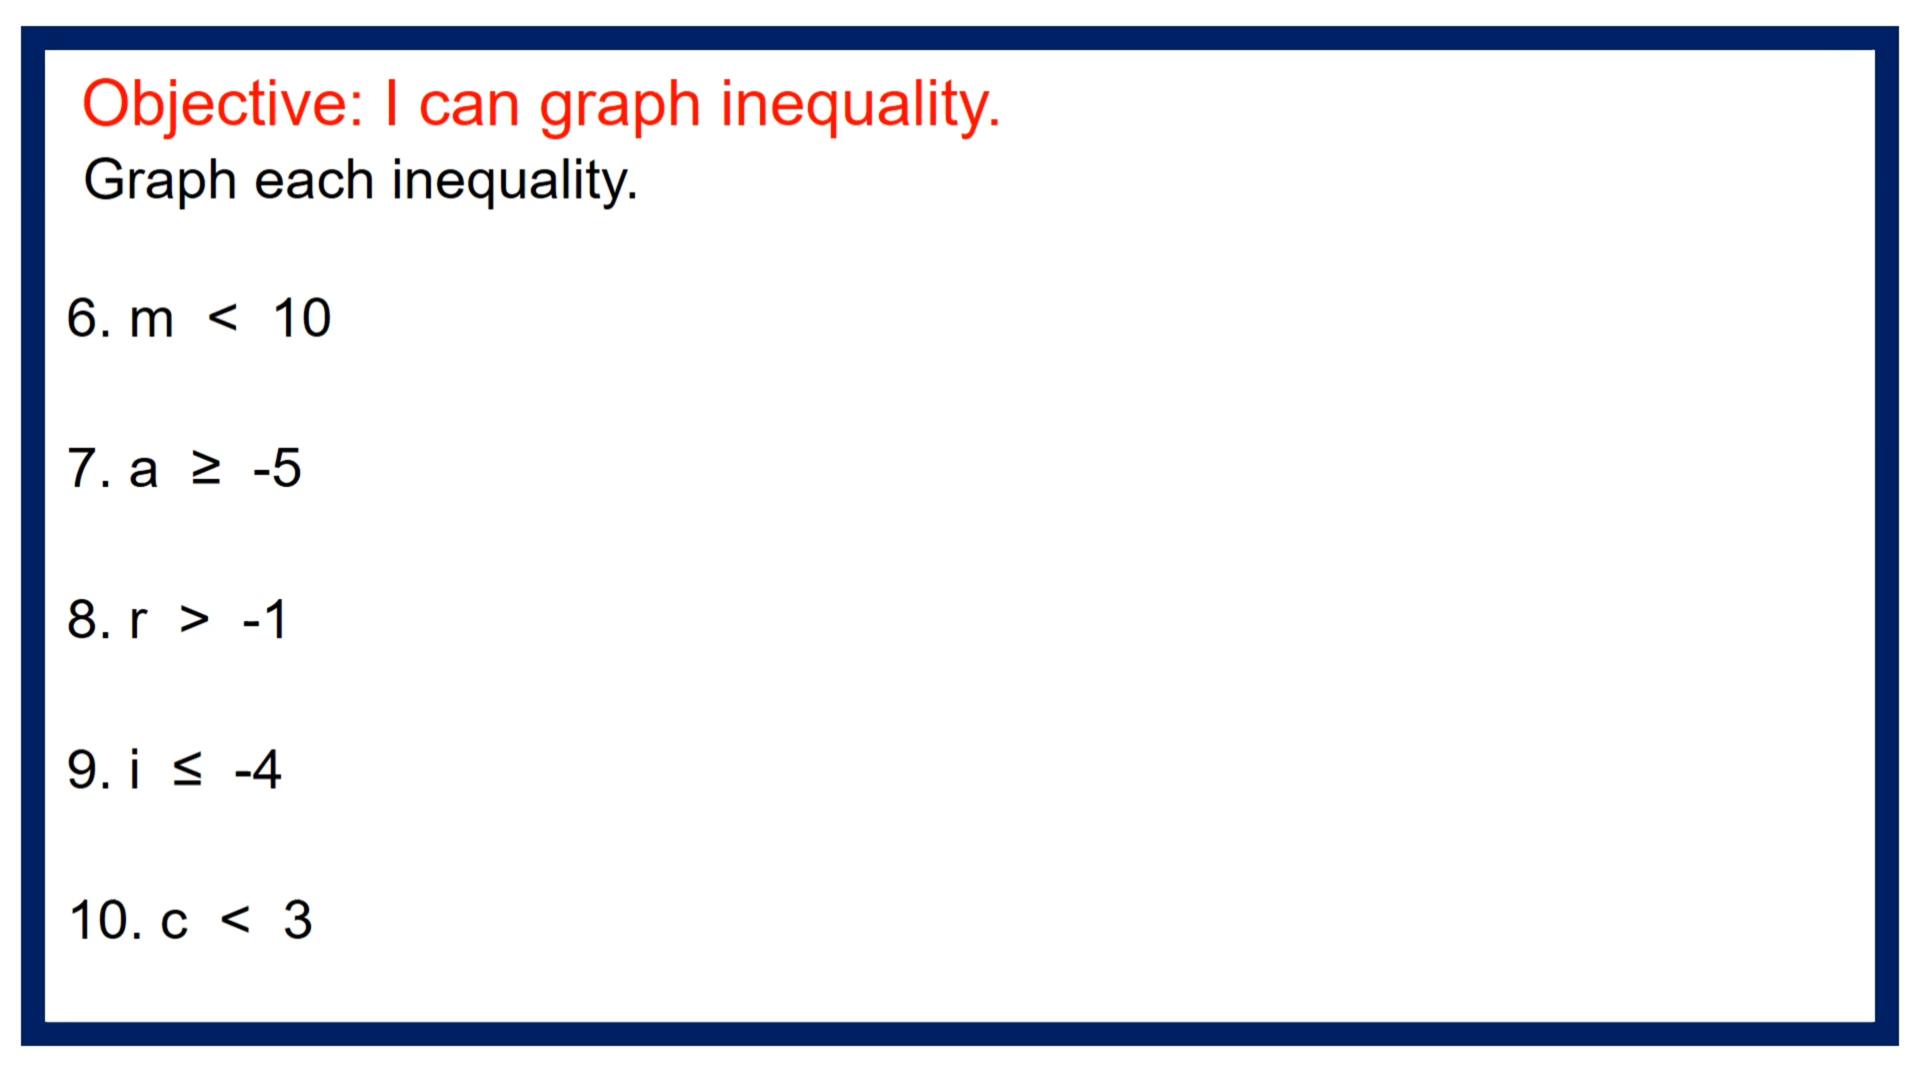 Objective: I can graph inequality.
Graph each inequality.
6. m < 10
7. a ≥ -5
8. r > -1
9. i ≤ -4
10. c < 3